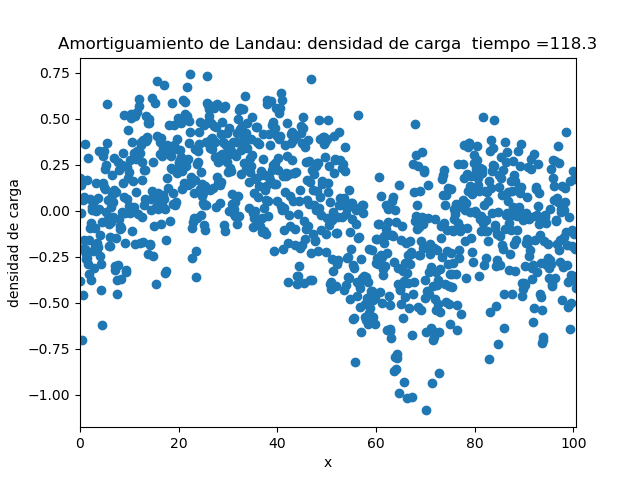 Amortiguamiento de Landau: densidad de carga  tiempo =118.3
0.75
0.50
0.25
0.00
−0.25
−0.50
−0.75
−1.00
densidad de carga
0 20 40 60 80 100
x